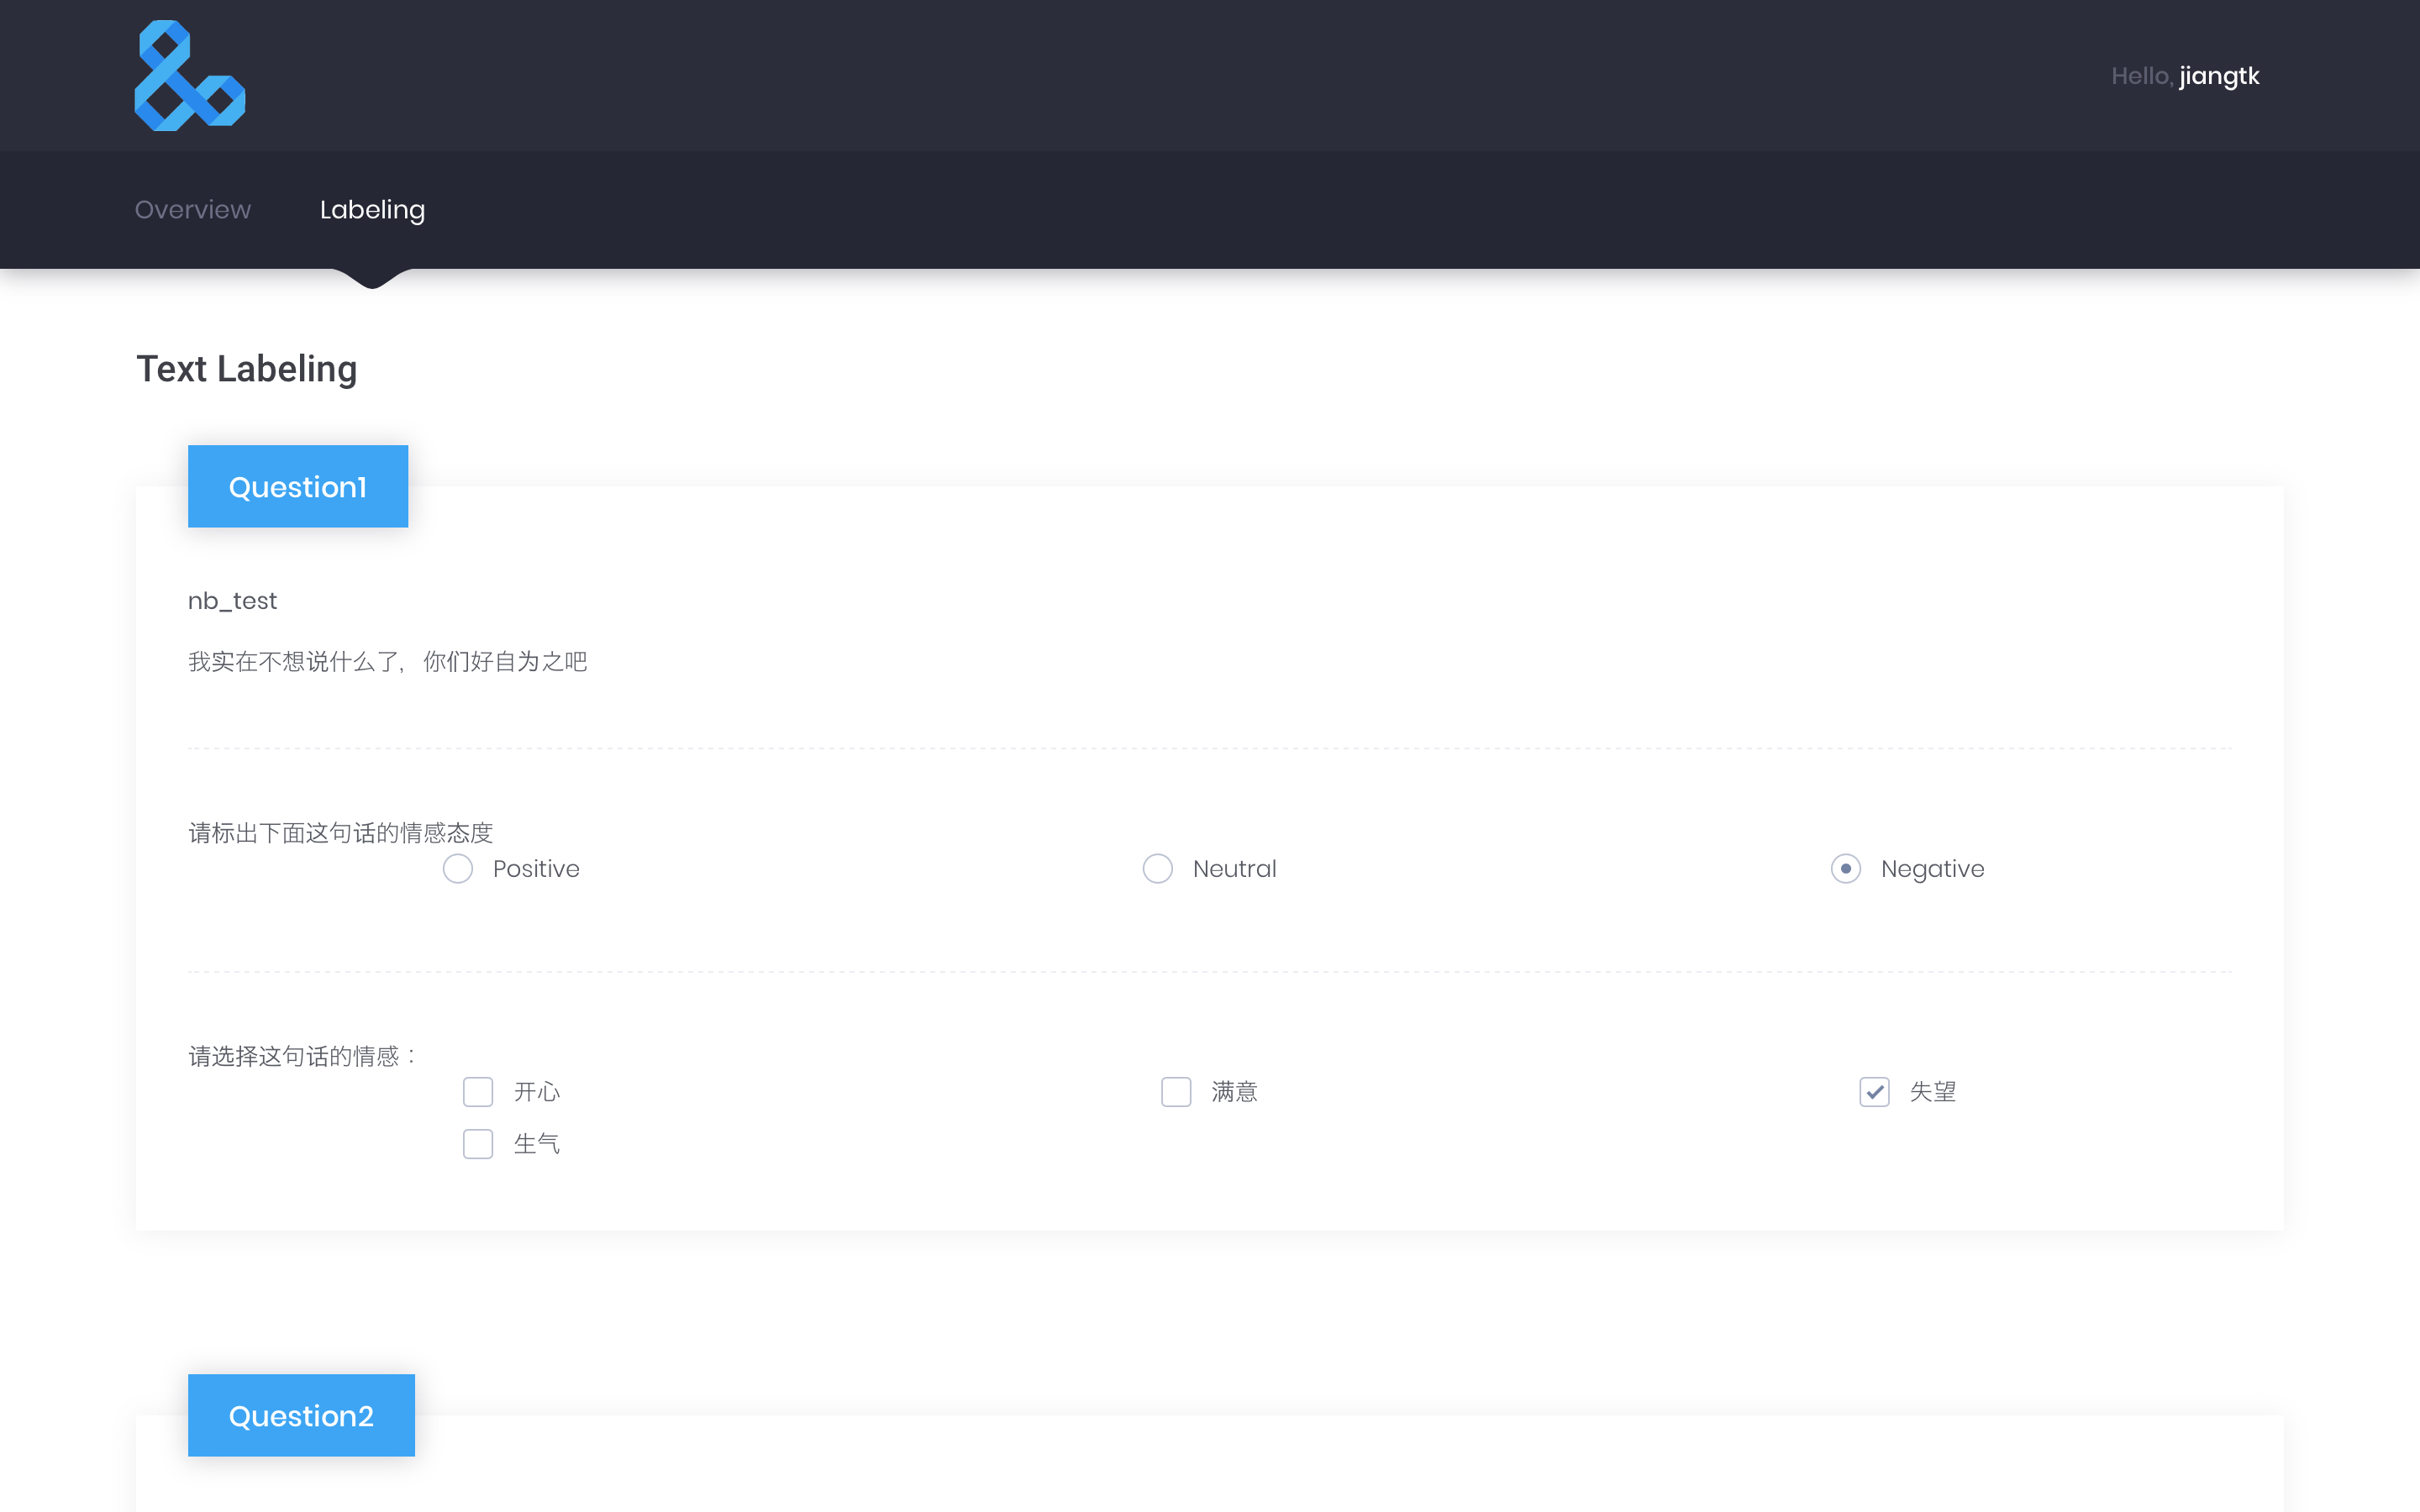 Hello, jiangtk
Overview Labeling
Text Labeling
Question1
nb_test
我实在不想说什么了，你们好自为之吧
请标出下面这句话的情感态度
Positive Neutral Negative
请选择这句话的情感：
开心 满意 失望
生气
Question2